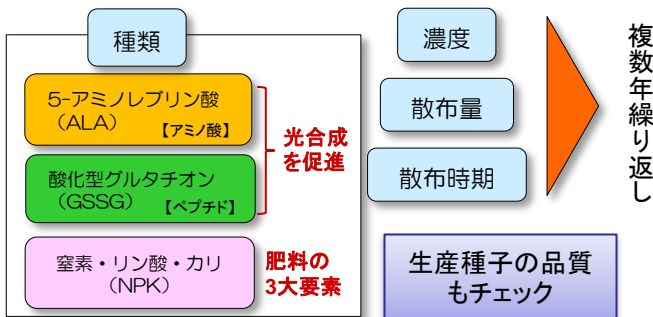 種類
5-アミノレブリン酸
(ALA) 【アミノ酸】
酸化型グルタチオン
(GSSG) 【ペプチド】
光合成
を促進
窒素・リン酸・カリ
(NPK)
肥料の
3大要素
濃度
散布量
散布時期
複数年繰り返し
生産種子の品質
もチェック